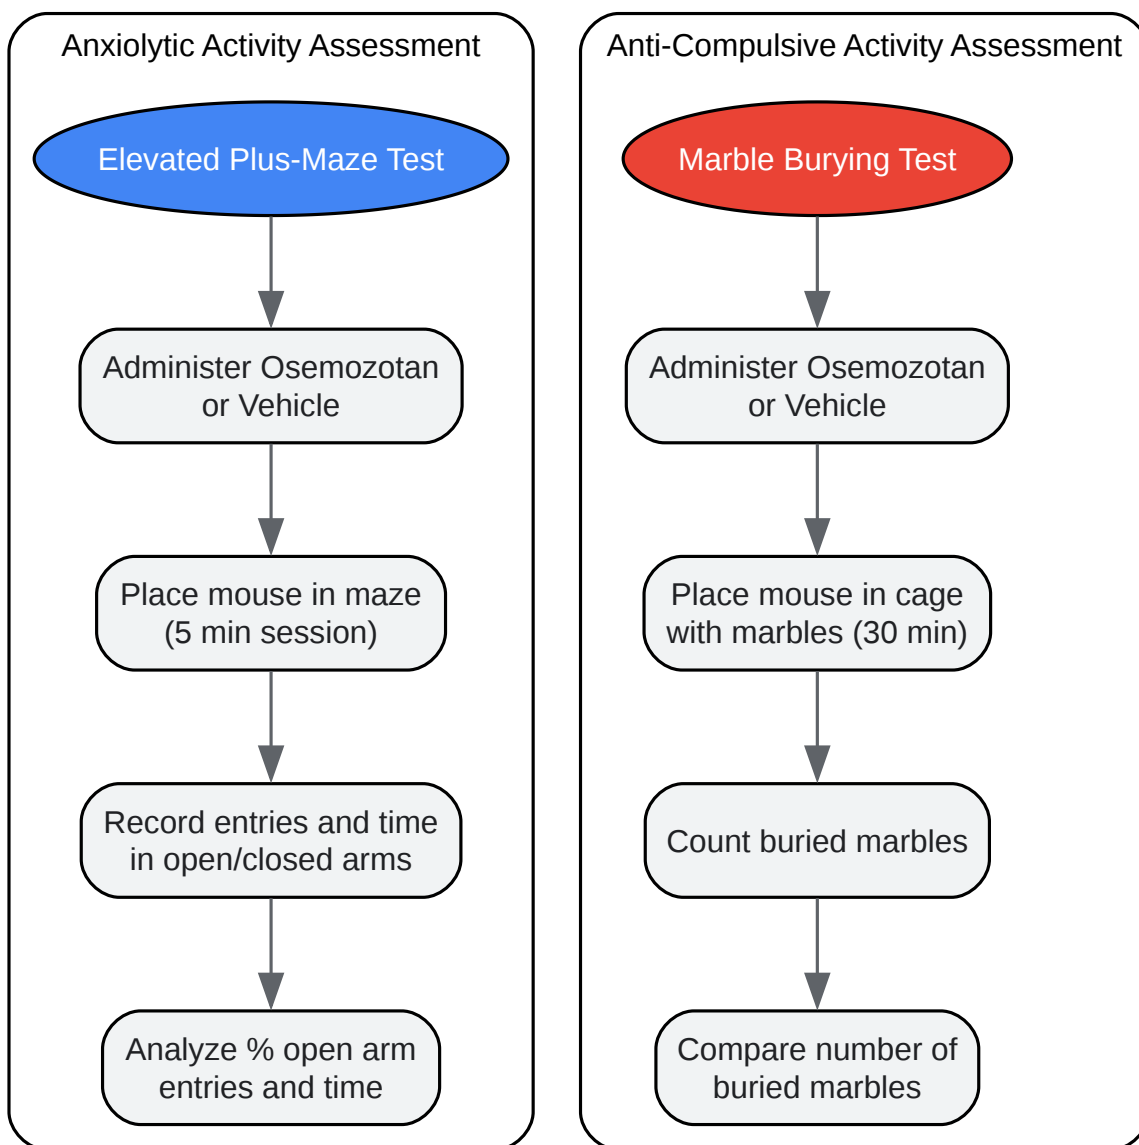 Anxiolytic Activity Assessment
Elevated Plus-Maze Test
Administer Osemozotan
or Vehicle
Place mouse in maze
(5 min session)
Record entries and time
in open/closed arms
Analyze % open arm
entries and time
Anti-Compulsive Activity Assessment
Marble Burying Test
Administer Osemozotan
or Vehicle
Place mouse in cage
with marbles (30 min)
Count buried marbles
Compare number of
buried marbles